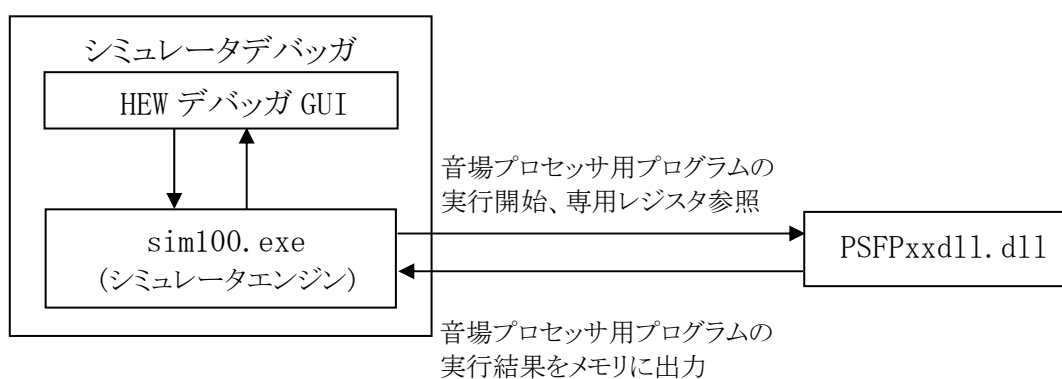 シミュレータデバッガ
HEW デバッガ GUI
音場プロセッサ用プログラムの
実行開始、専用レジスタ参照
sim100.exe
(シミュレータエンジン)
PSFPxxdll.dll
音場プロセッサ用プログラムの
実行結果をメモリに出力